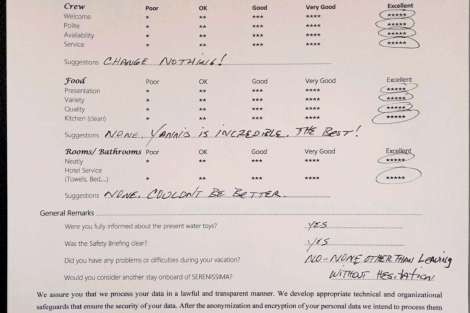 Crew Poor OK Good Very Good Excellent
Welcome * ** *** **** *****
Polite * ** *** **** *****
Availability * ** *** **** *****
Service * ** *** **** *****
Suggestions CHANGE NOTHING!
Food Poor OK Good Very Good Excellent
Presentation * ** *** **** *****
Variety * ** *** **** *****
Quality * ** *** **** *****
Kitchen (clean) * ** *** **** *****
Suggestions NONE. YANNIS IS INCREDIBLE. THE BEST!
Rooms/Bathrooms Poor OK Good Very Good Excellent
Neatly * ** *** **** *****
Hotel Service
(Towels, Bed,...) * ** *** **** *****
Suggestions NONE. COULDN'T BE BETTER.
General Remarks
Were you fully informed about the present water toys? YES
Was the Safety Briefing clear? YES
Did you have any problems or difficulties during your vacation? NO - NONE OTHER THAN LEAVING
Would you consider another stay onboard of SERENISSIMA? WITHOUT HESITATION
We assure you that we process your data in a lawful and transparent manner. We develop appropriate technical and organizational
safeguards that ensure the security of your data. After the anonymization and encryption of your personal data we intend to process them